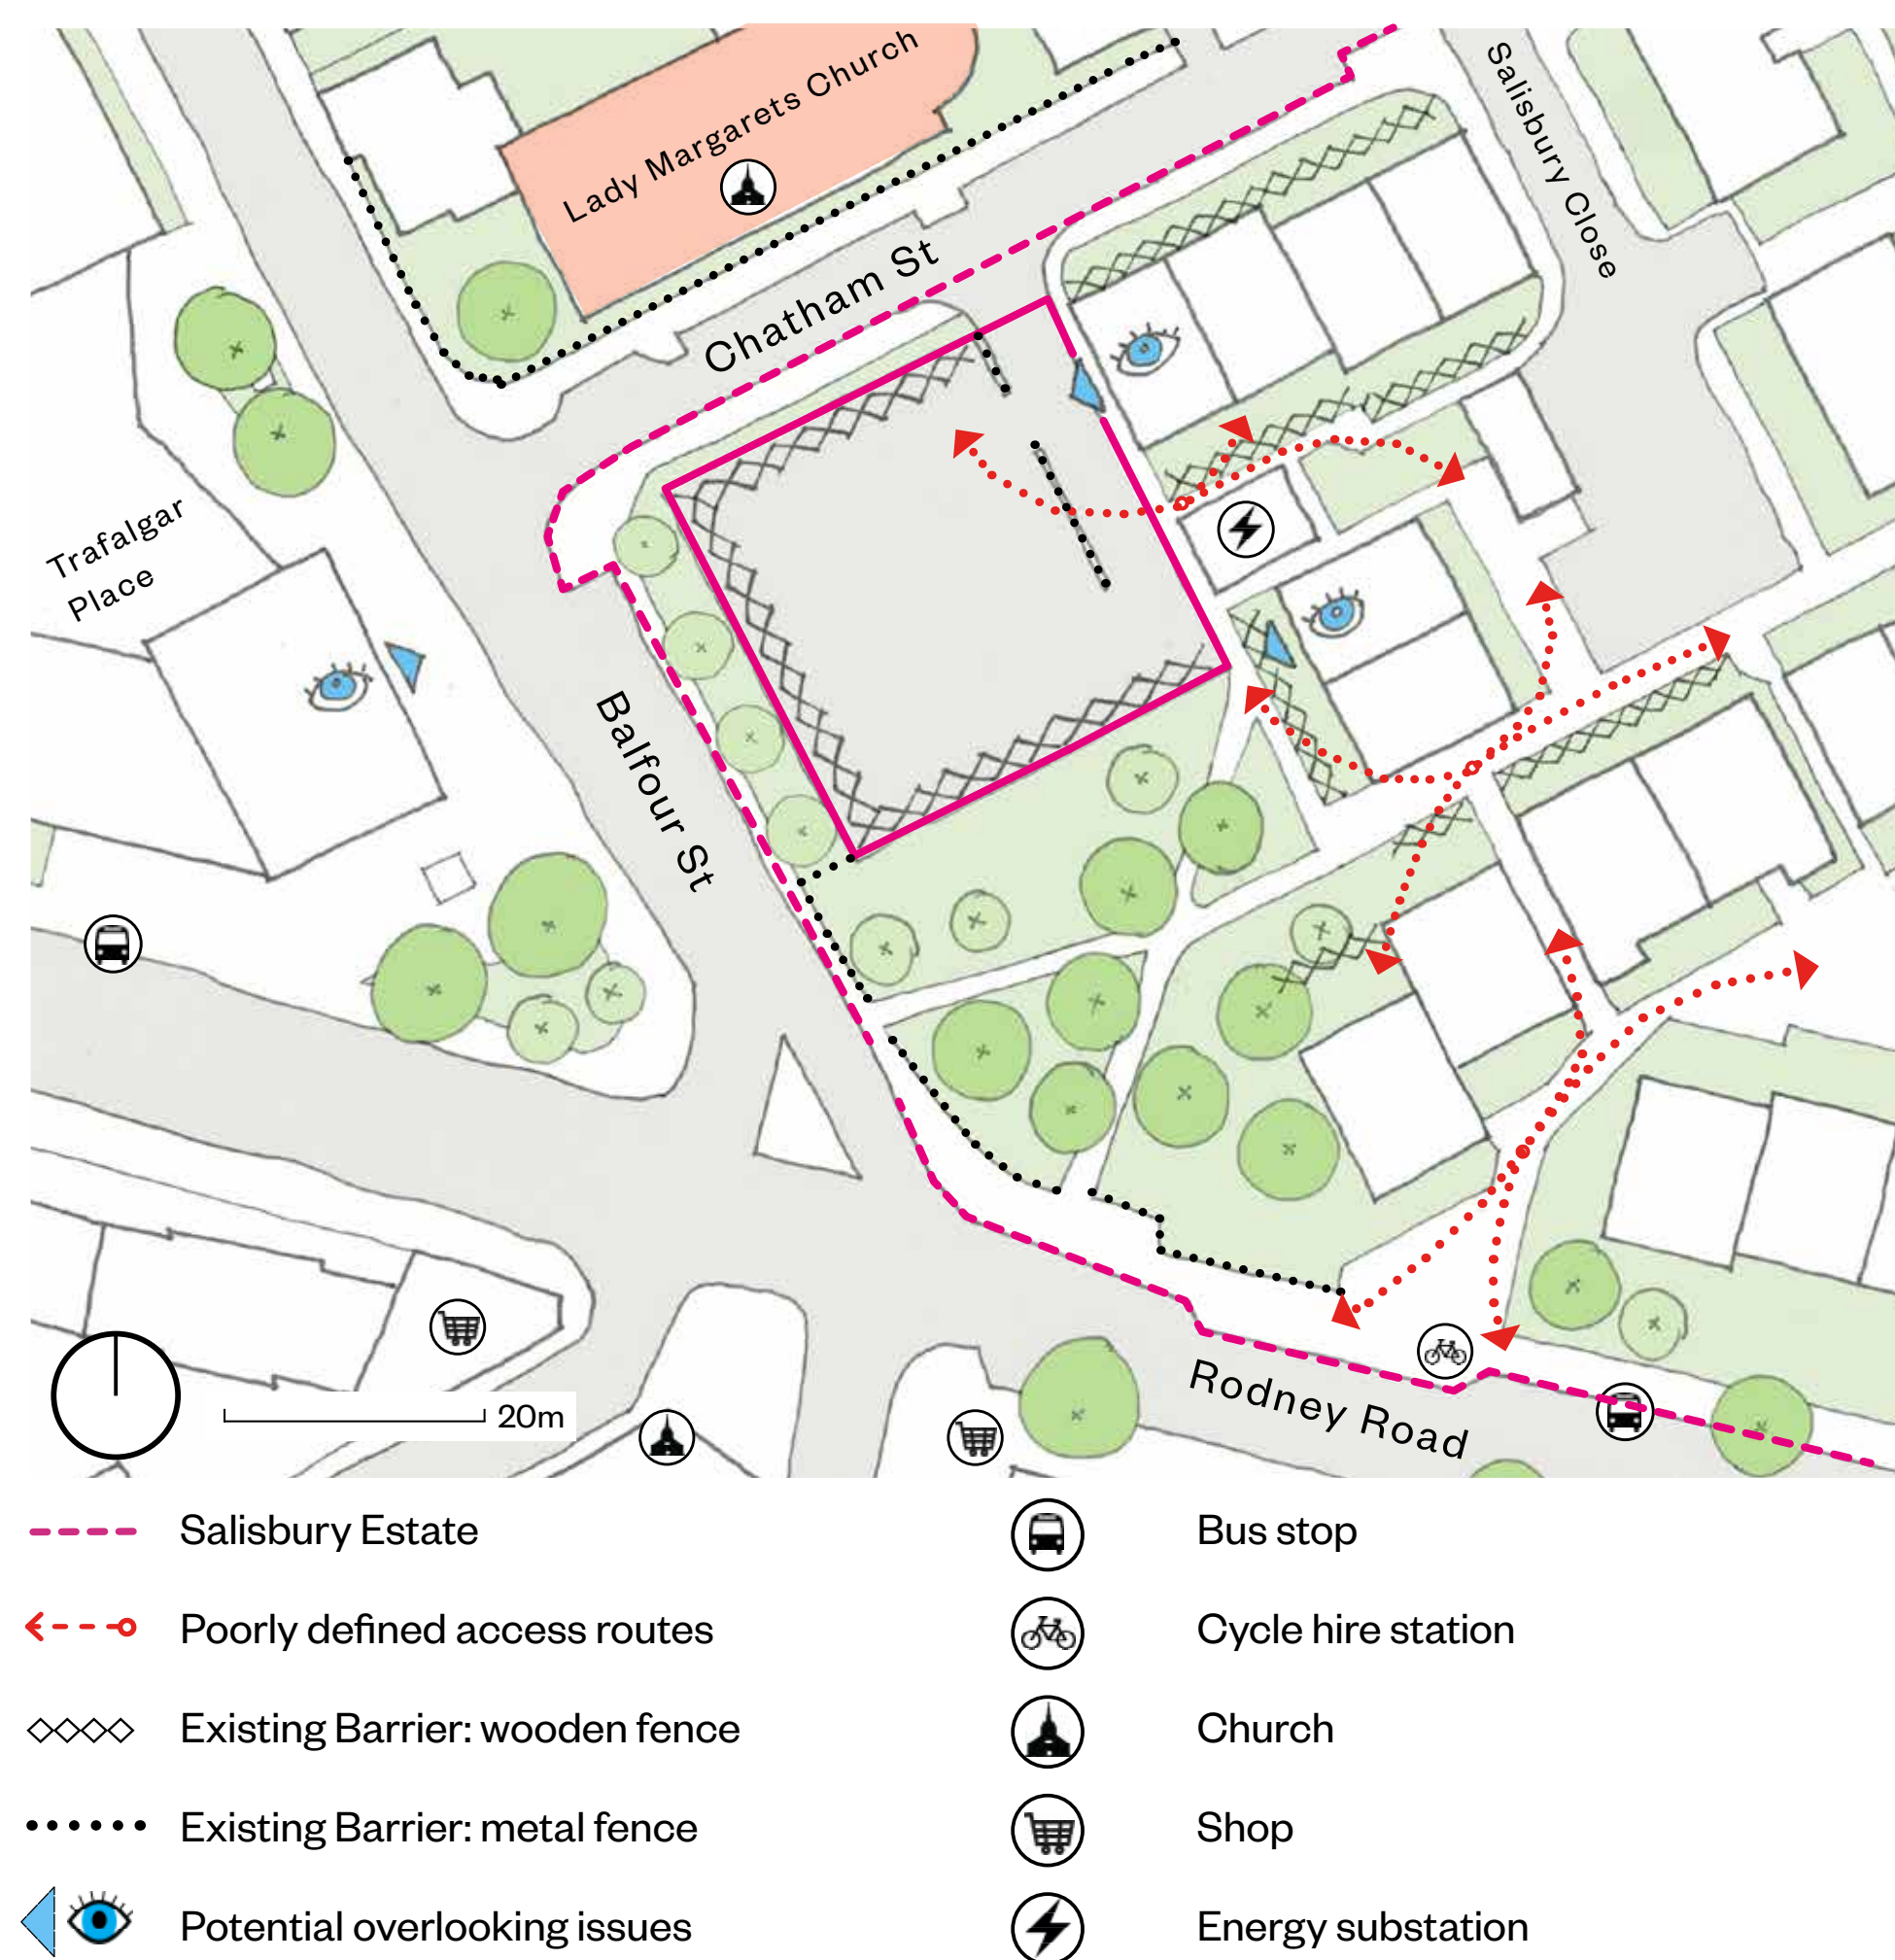 Lady Margarets Church
Salisbury Close
Chatham St
Trafalgar
Place
Balfour St
Rodney Road
20m
Salisbury Estate
Poorly defined access routes
Existing Barrier: wooden fence
Existing Barrier: metal fence
Potential overlooking issues
Bus stop
Cycle hire station
Church
Shop
Energy substation